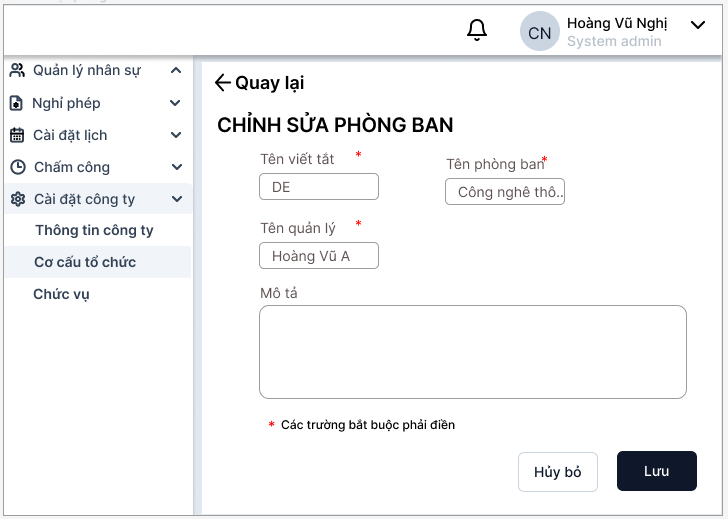 CN
Hoàng Vũ Nghị
System admin
Quản lý nhân sự
Nghỉ phép
Cài đặt lịch
Chấm công
Cài đặt công ty
Thông tin công ty
Cơ cấu tổ chức
Chức vụ
Quay lại
CHỈNH SỬA PHÒNG BAN
Tên viết tắt *
DE
Tên phòng ban*
Công nghê thô..
Tên quản lý *
Hoàng Vũ A
Mô tả
* Các trường bắt buộc phải điền
Hủy bỏ
Lưu